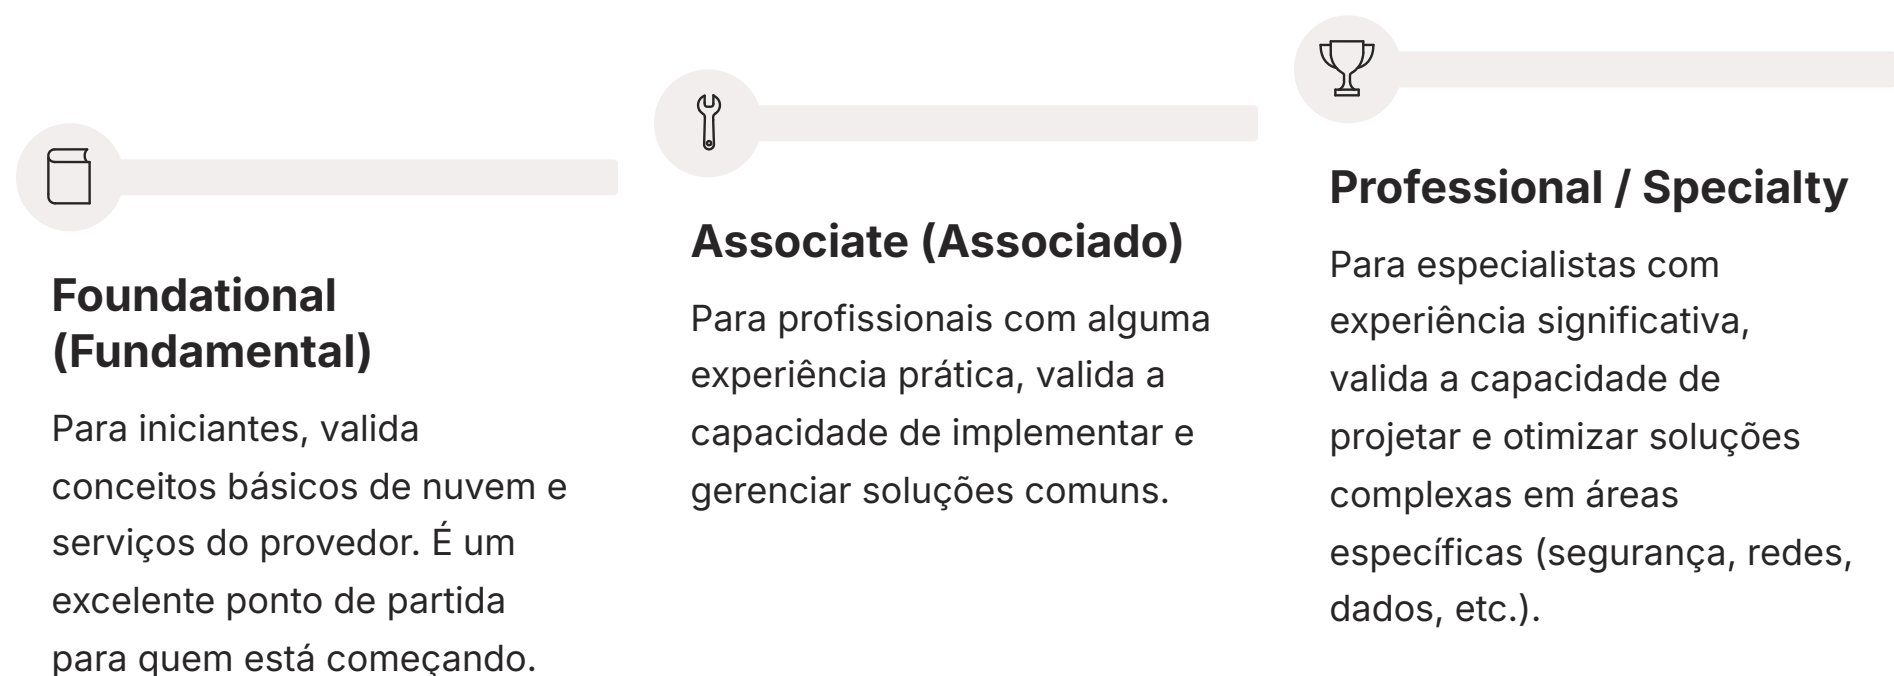 Foundational
(Fundamental)
Para iniciantes, valida
conceitos básicos de nuvem e
serviços do provedor. É um
excelente ponto de partida
para quem está começando.
Associate (Associado)
Para profissionais com alguma
experiência prática, valida a
capacidade de implementar e
gerenciar soluções comuns.
Professional / Specialty
Para especialistas com
experiência significativa,
valida a capacidade de
projetar e otimizar soluções
complexas em áreas
específicas (segurança, redes,
dados, etc.).